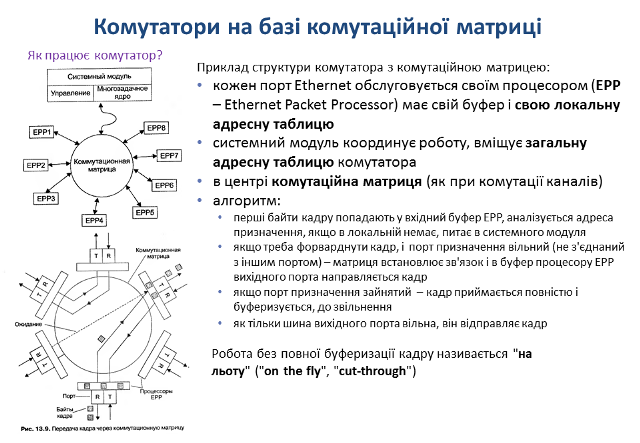 Комутатори на базі комутаційної матриці
Як працює комутатор?
Системный модуль
Управление
Многозадачное
ядро
EPP1
EPP2
EPP3
EPP4
EPP5
EPP6
EPP7
EPP8
Коммутационная
матрица
Приклад структури комутатора з комутаційною матрицею:
• кожен порт Ethernet обслуговується своїм процесором (EPP
– Ethernet Packet Processor) має свій буфер і свою локальну
адресну таблицю
• системний модуль координує роботу, вміщує загальну
адресну таблицю комутатора
• в центрі комутаційна матриця (як при комутації каналів)
• алгоритм:
• перші байти кадру попадають у вхідний буфер EPP, аналізується адреса
призначення, якщо в локальній немає, питає в системного модуля
• якщо треба форварднути кадр, і порт призначення вільний (не з'єднаний
з іншим портом) – матриця встановлює зв'язок і в буфер процесору EPP
вихідного порта направляється кадр
• якщо порт призначення зайнятий – кадр приймається повністю і
буферизується, до звільнення
• як тільки шина вихідного порта вільна, він відправляє кадр
Робота без повної буферизації кадру називається "на
льоту" ("on the fly", "cut-through")
Коммутационная
матрица
T R
T
R
T
R
Ожидание
R
T
R
T
T R
Порт
Процессоры
EPP
Байты
кадра
Рис. 13.9. Передача кадра через коммутационную матрицу